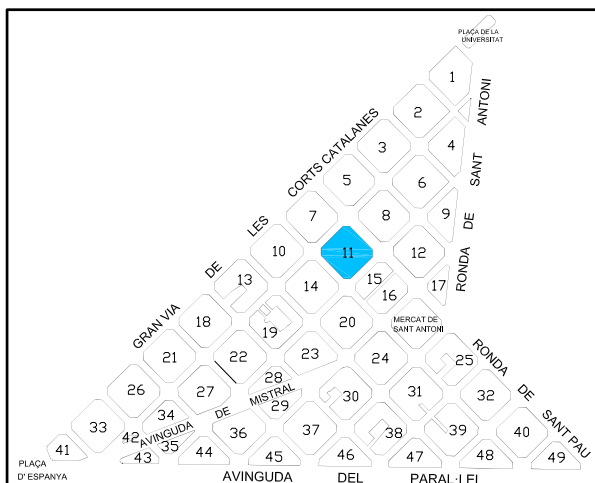 PLAÇA DE LA
UNIVERSITAT
1
2
ANTONI
3
4
CORTS CATALANES
5
6
SANT
7
8
9
DE
LES
10
11
12
RONDA
DE
13
14
15
16
17
GRAN VIA
18
19
20
MERCAT DE
SANT ANTONI
21
22
23
24
25
RONDA
26
27
28
MISTRAL
29
30
31
32
DE
33
34
DE
AVINGUDA
35
36
37
38
39
40
SANT PAU
41
42
43
44
45
46
47
48
49
PLAÇA
D' ESPANYA
AVINGUDA
DEL
PARAL·LEL